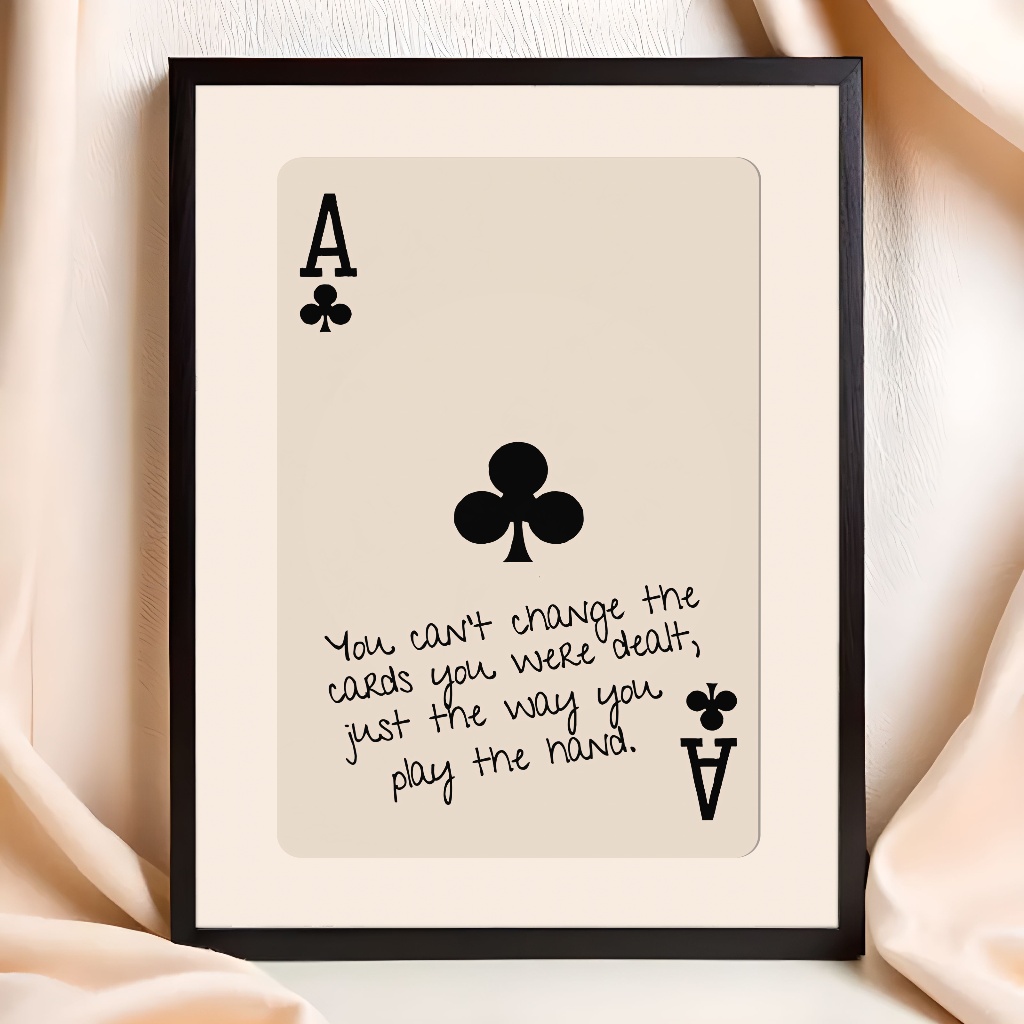 A
You can't change the
cards you were dealt,
just the way you
play the hand.
A